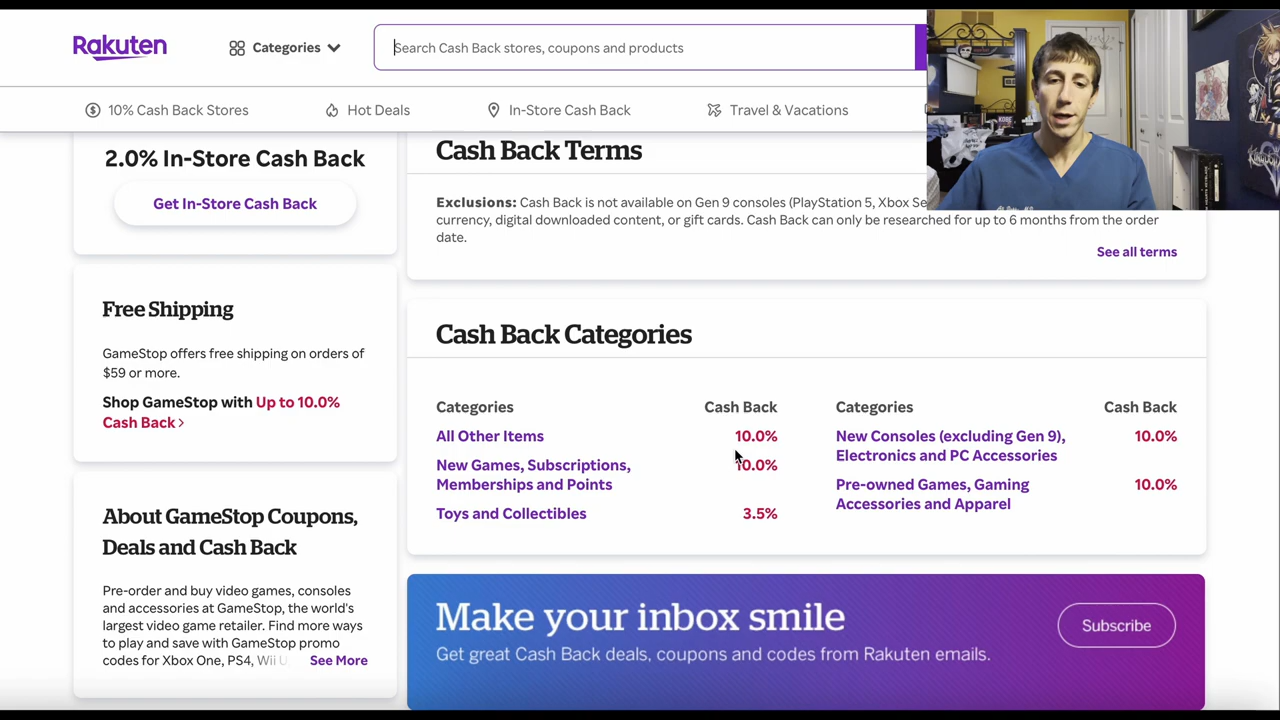 Rakuten
Categories
Search Cash Back stores, coupons and products
10% Cash Back Stores
Hot Deals
In-Store Cash Back
Travel & Vacations
2.0% In-Store Cash Back
Get In-Store Cash Back
Free Shipping
GameStop offers free shipping on orders of
$59 or more.
Shop GameStop with Up to 10.0%
Cash Back >
About GameStop Coupons,
Deals and Cash Back
Pre-order and buy video games, consoles
and accessories at GameStop, the world's
largest video game retailer. Find more ways
to play and save with GameStop promo
codes for Xbox One, PS4, Wii U, See More
Cash Back Terms
Exclusions: Cash Back is not available on Gen 9 consoles (PlayStation 5, Xbox Se
currency, digital downloaded content, or gift cards. Cash Back can only be researched for up to 6 months from the order
date.
See all terms
Cash Back Categories
Categories Cash Back
All Other Items 10.0%
New Games, Subscriptions, 10.0%
Memberships and Points
Toys and Collectibles 3.5%
Categories Cash Back
New Consoles (excluding Gen 9), 10.0%
Electronics and PC Accessories
Pre-owned Games, Gaming 10.0%
Accessories and Apparel
Make your inbox smile
Get great Cash Back deals, coupons and codes from Rakuten emails.
Subscribe